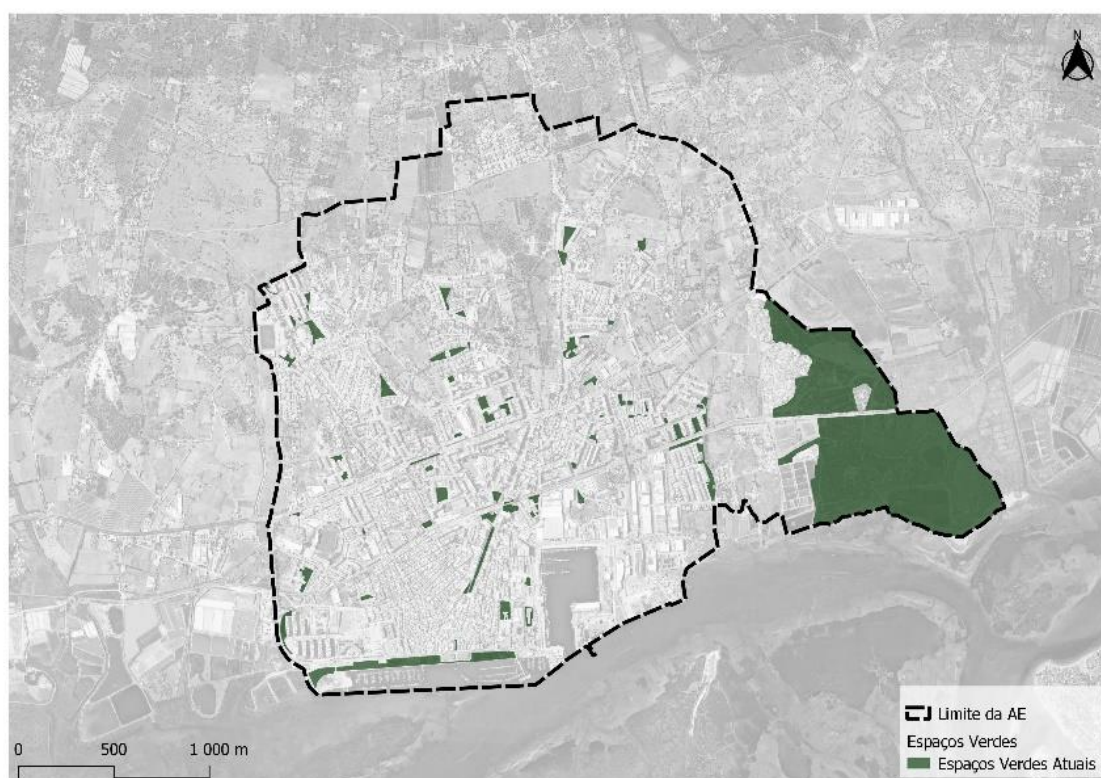 N
Limite da AE
Espaços Verdes
Espaços Verdes Atuais
0 500 1 000 m